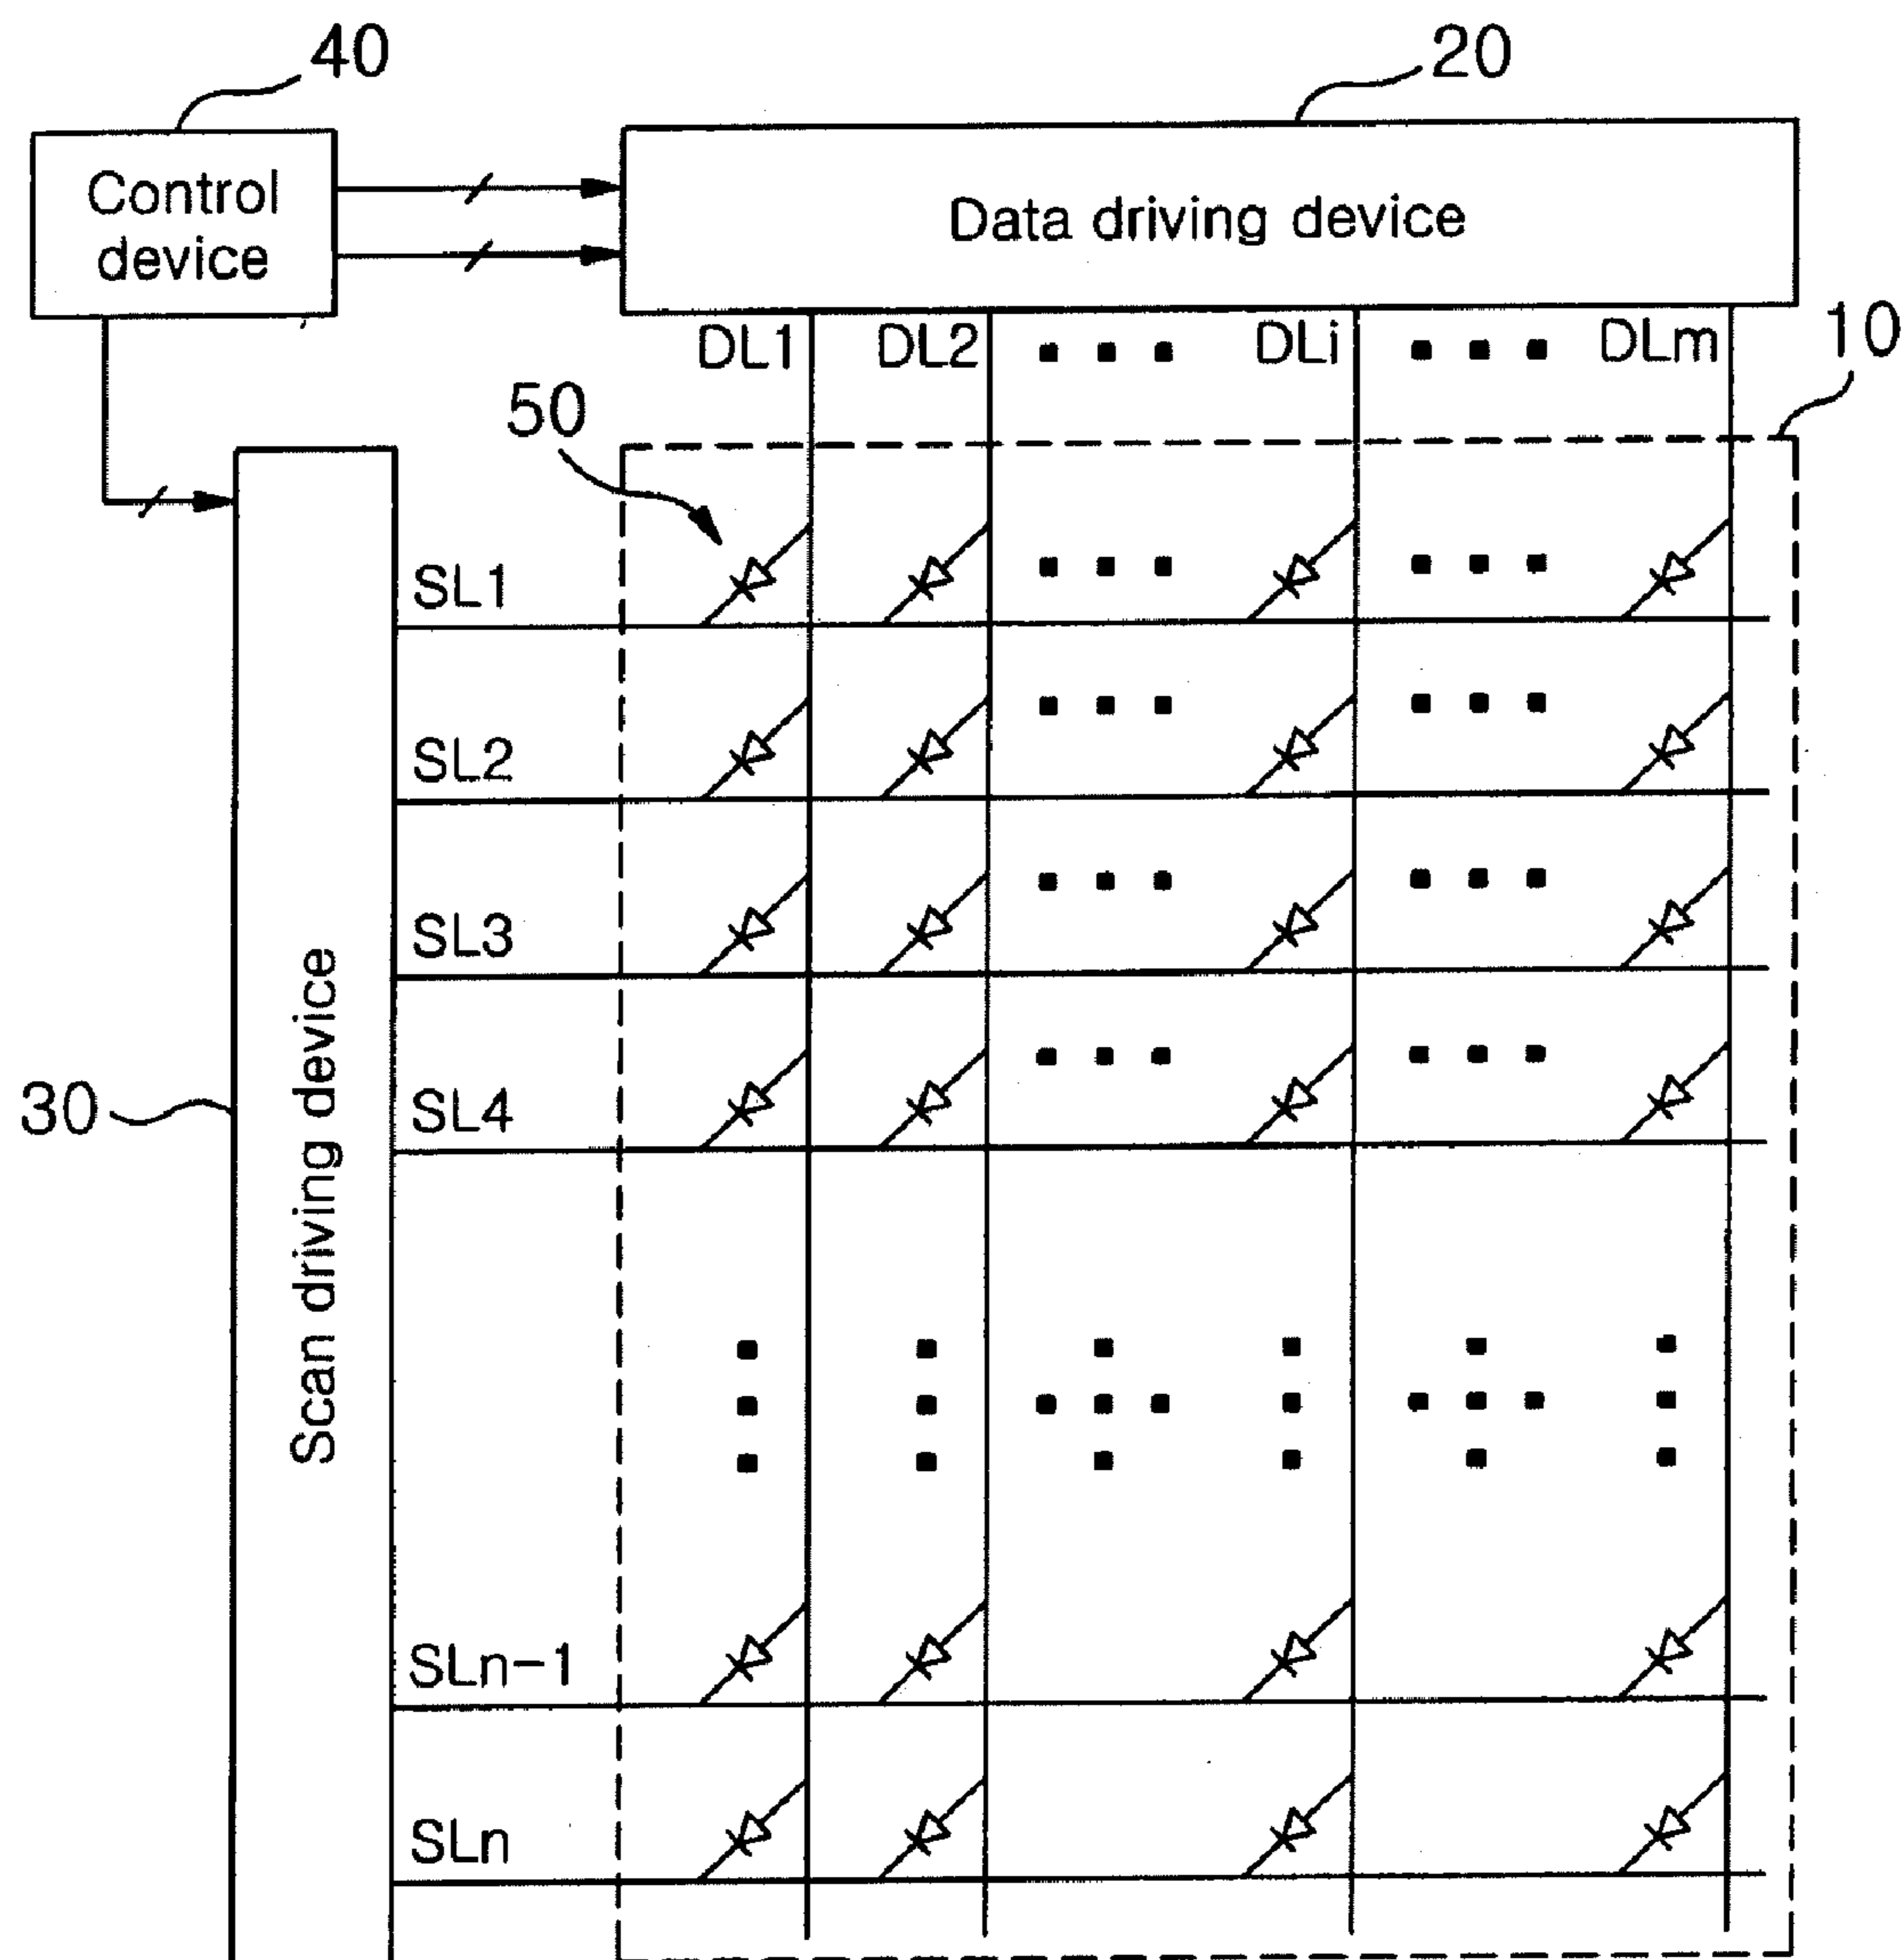 40
20
Control
device
Data driving device
DL1 DL2 DLi DLm
10
50
SL1
SL2
SL3
Scan driving device
30
SL4
SLn-1
SLn